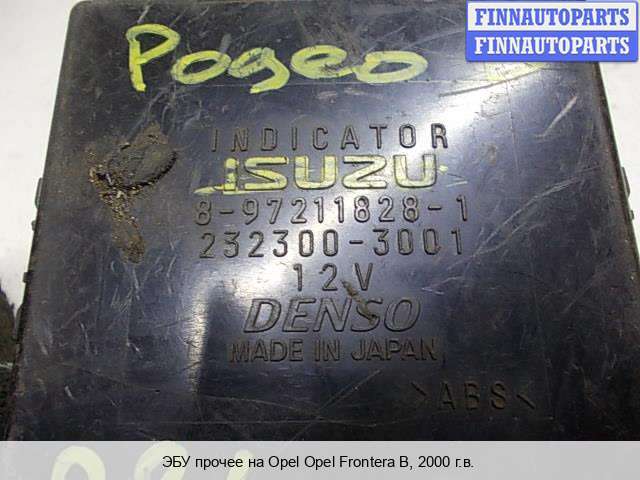 FINNAUTOPARTS
FINNAUTOPARTS
Родео
INDICATOR
ISUZU
8-97211828-1
232300-3001
12V
DENSO
MADE IN JAPAN
>ABS<
ЭБУ прочее на Opel Opel Frontera B, 2000 г.в.